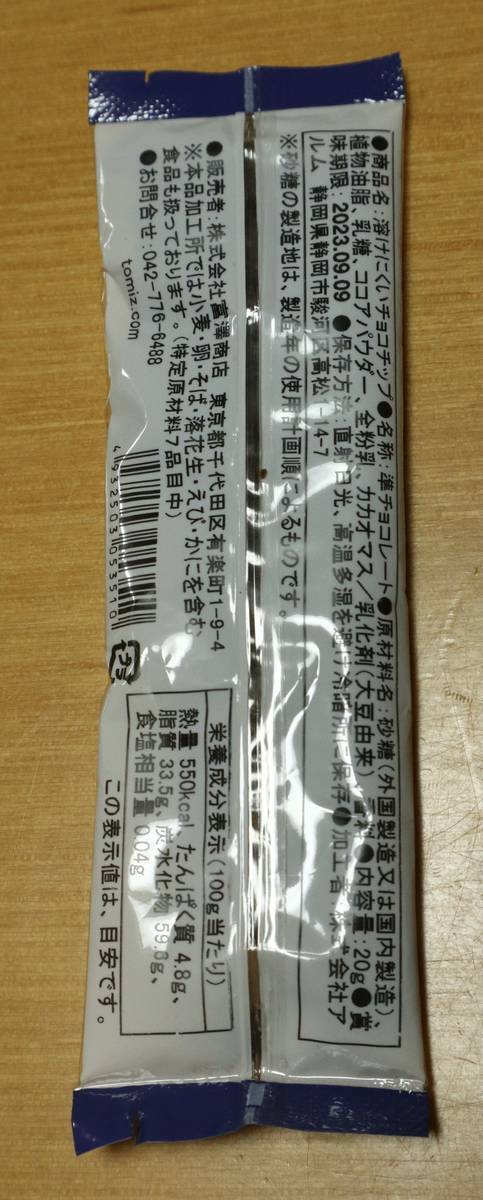 ●商品名:溶けにくいチョコチップ●名称:準チョコレート●原材料名:砂糖(外国製造又は国内製造)、
植物油脂、乳糖、ココアパウダー、全粉乳、カカオマス/乳化剤(大豆由来)、香料●内容量:20g●賞
味期限:2023.09.09●保存方法:直射日光、高温多湿を避け冷暗所に保存●加工者:株式会社ア
ルム 静岡県静岡市駿河区高松1-14-7
※砂糖の製造地は、製造年の使用計画順によるものです。
●販売者:株式会社富澤商店 東京都千代田区有楽町1-9-4
※本品加工所では小麦・卵・そば・落花生・えび・かにを含む
食品も扱っております。(特定原材料7品目中)
●お問合せ:042-776-6488
tomiz.com
4932503053510
プラ
栄養成分表示(100g当たり)
熱量 550kcal、たんぱく質 4.8g、
脂質 33.5g、炭水化物 59.3g、
食塩相当量 0.04g
この表示値は、目安です。